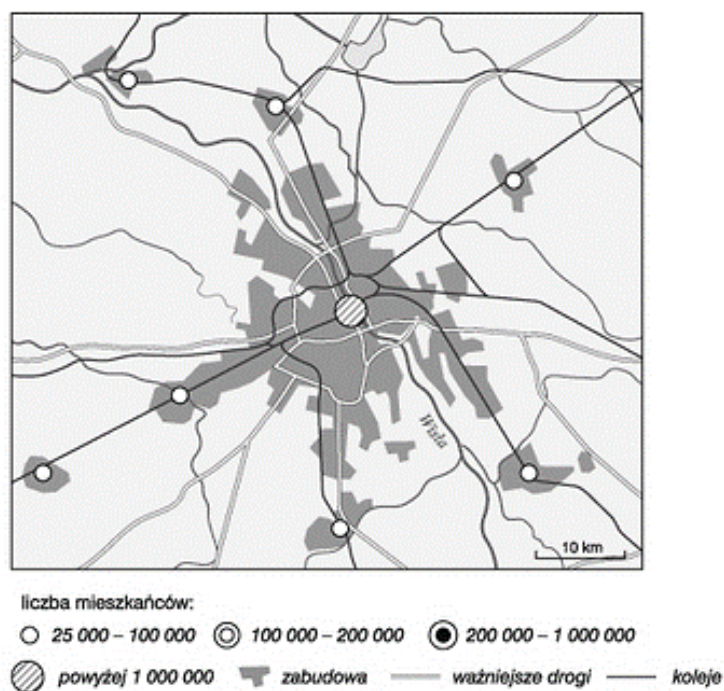 Wisła
10 km
liczba mieszkańców:
25 000 – 100 000 100 000 – 200 000 200 000 – 1 000 000
powyżej 1 000 000 zabudowa ważniejsze drogi koleje